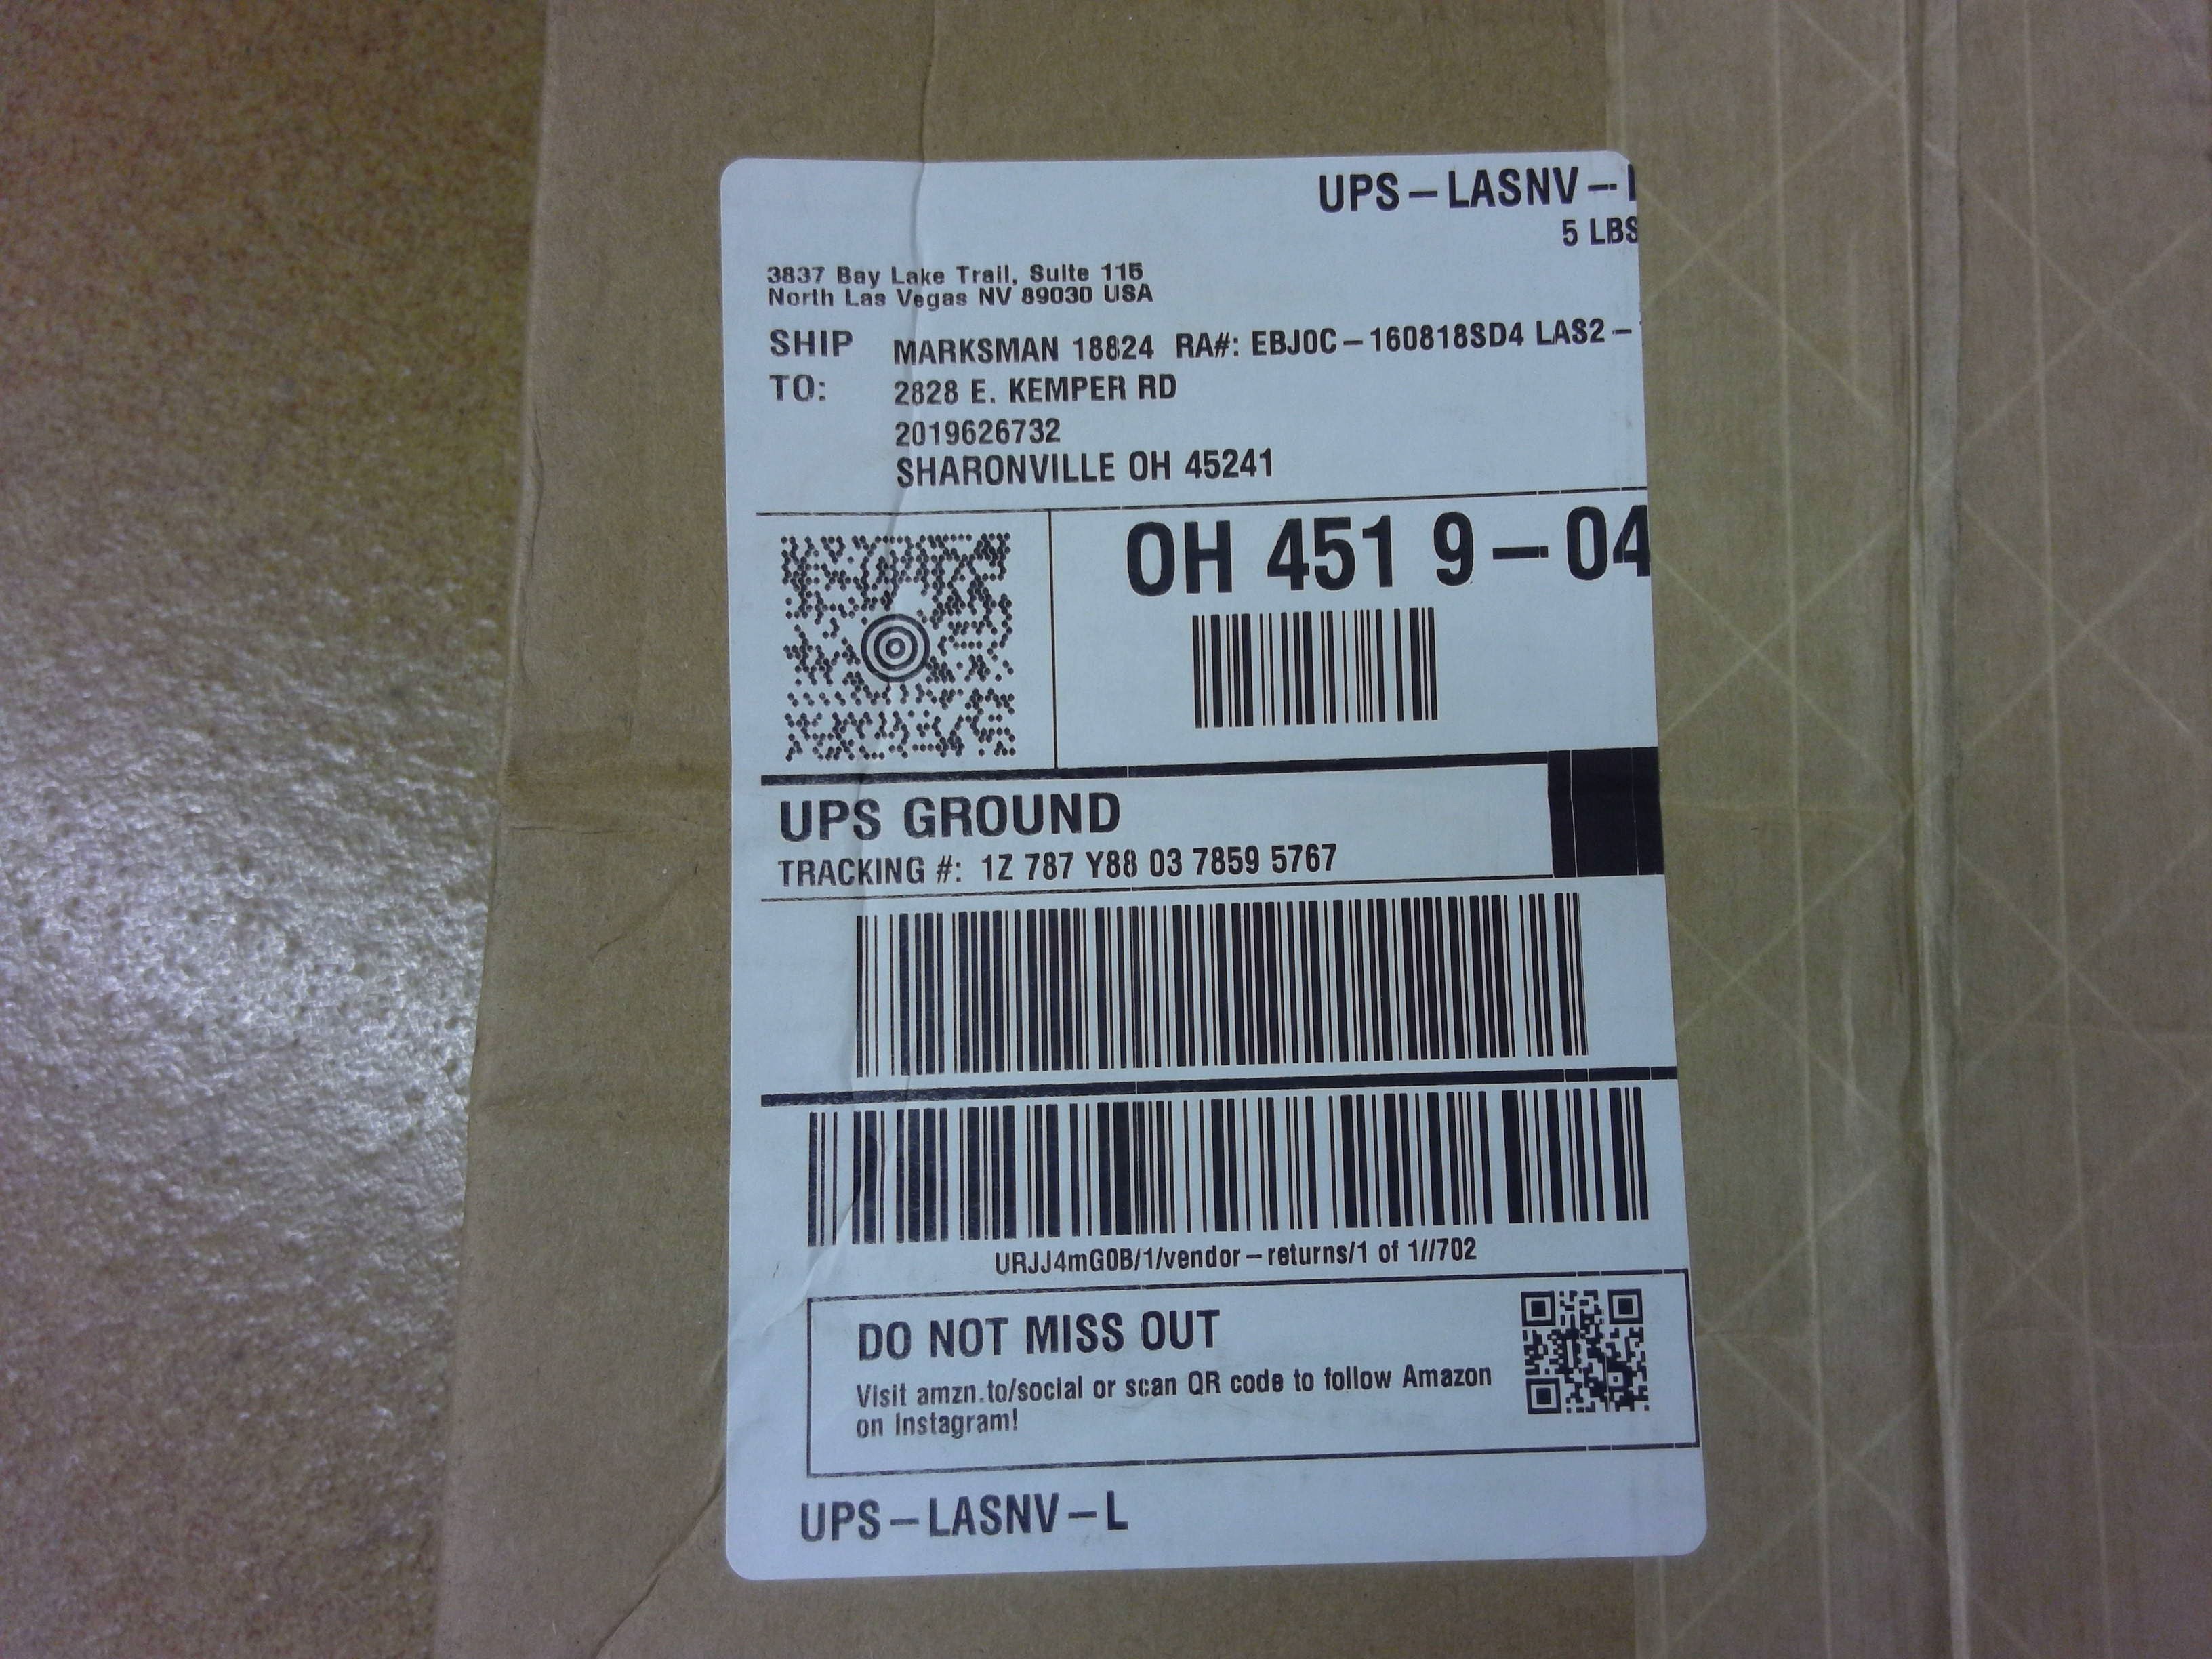 UPS – LASNV –
5 LBS
3837 Bay Lake Trail, Suite 115
North Las Vegas NV 89030 USA
SHIP MARKSMAN 18824 RA#: EBJ0C – 160818SD4 LAS2 –
TO: 2828 E. KEMPER RD
2019626732
SHARONVILLE OH 45241
OH 451 9 – 04
UPS GROUND
TRACKING #: 1Z 787 Y88 03 7859 5767
URJJ4mG0B/1/vendor – returns/1 of 1//702
DO NOT MISS OUT
Visit amzn.to/social or scan QR code to follow Amazon
on Instagram!
UPS – LASNV – L